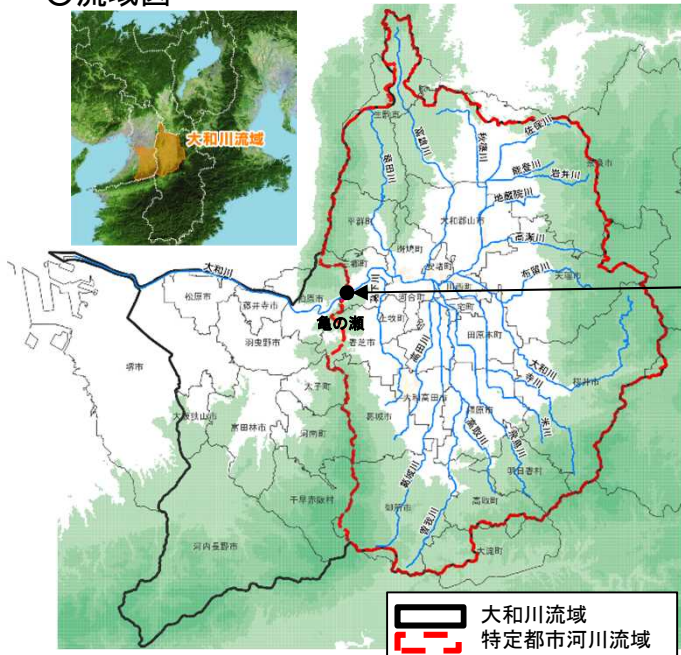 大和川流域
富雄川
秋篠川
佐保川
能登川
岩井川
竜田川
地蔵院川
平群町
大和郡山市
高瀬川
斑鳩町
安堵町
布留川
天理市
大和川
松原市
藤井寺市
柏原市
河合町
川西町
三宅町
亀の瀬
上牧町
羽曳野市
香芝市
田原本町
堺市
高田川
大和川
寺川
桜井市
太子町
大和高田市
橿原市
米川
大阪狭山市
富田林市
河南町
葛城市
高取川
飛鳥川
明日香村
葛城川
千早赤阪村
御所市
曽我川
高取町
河内長野市
大淀町
大和川流域
特定都市河川流域